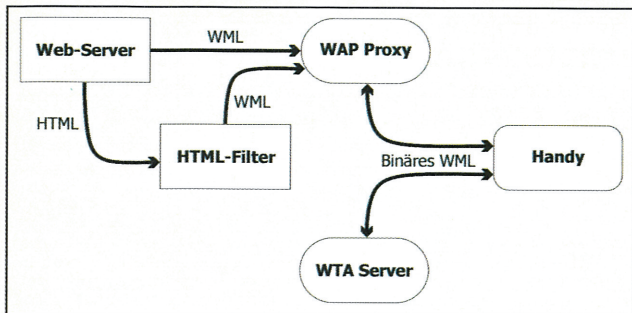 WML
Web-Server
WAP Proxy
WML
HTML
HTML-Filter
Binäres WML
Handy
WTA Server